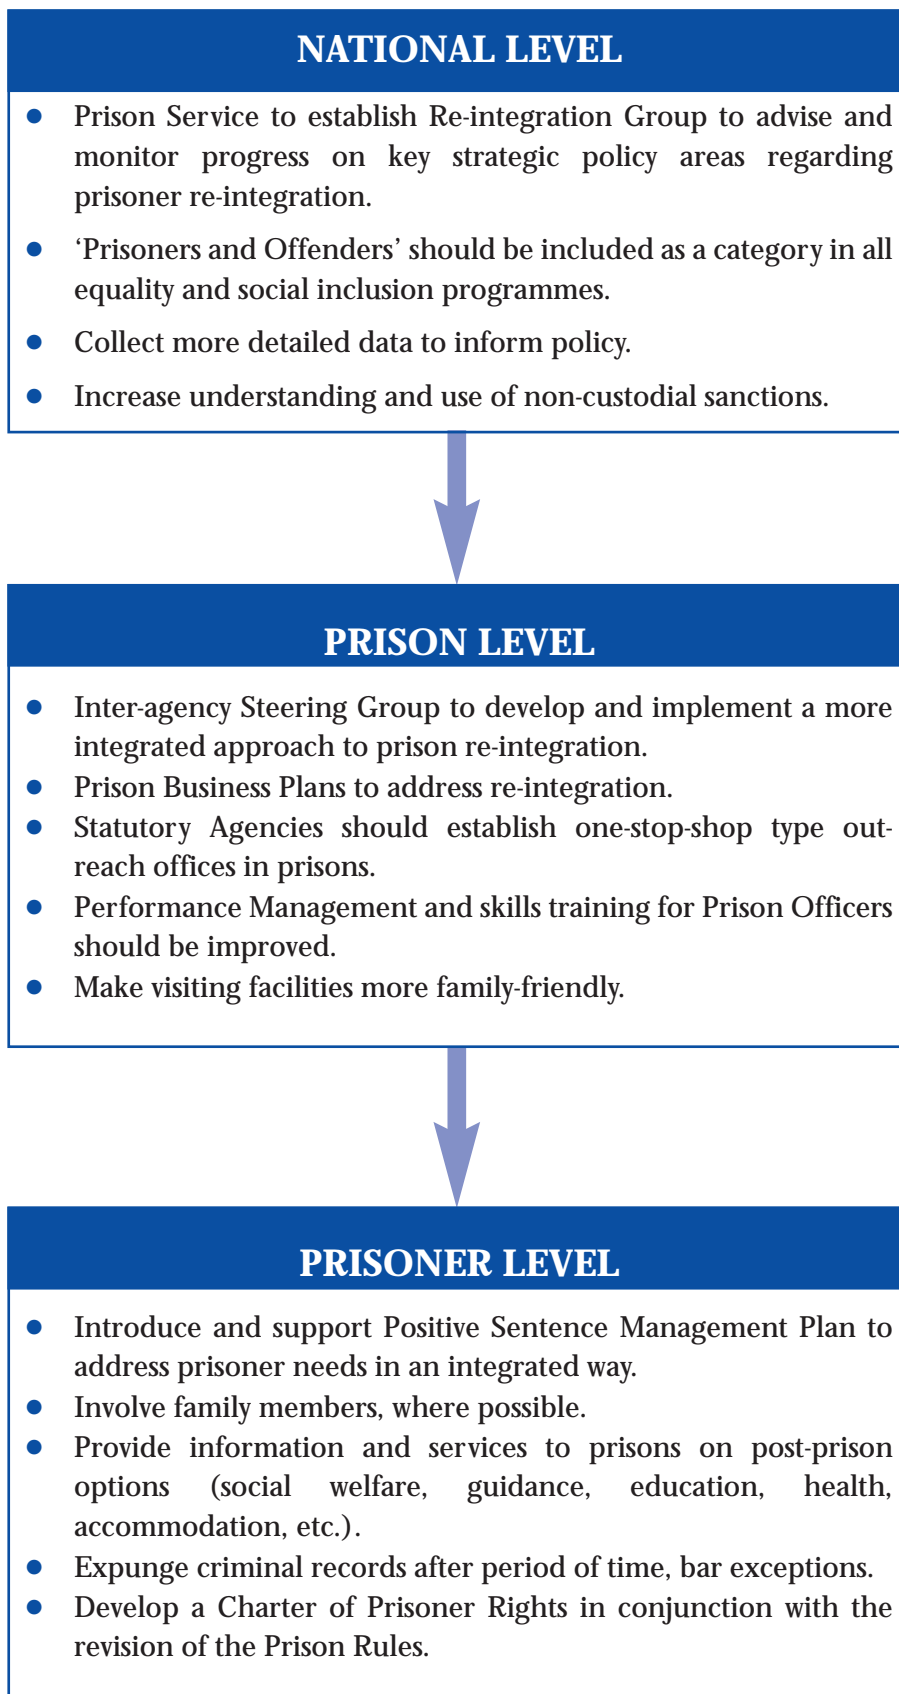 NATIONAL LEVEL
● Prison Service to establish Re-integration Group to advise and
monitor progress on key strategic policy areas regarding
prisoner re-integration.
● ‘Prisoners and Offenders’ should be included as a category in all
equality and social inclusion programmes.
● Collect more detailed data to inform policy.
● Increase understanding and use of non-custodial sanctions.
PRISON LEVEL
● Inter-agency Steering Group to develop and implement a more
integrated approach to prison re-integration.
● Prison Business Plans to address re-integration.
● Statutory Agencies should establish one-stop-shop type out-
reach offices in prisons.
● Performance Management and skills training for Prison Officers
should be improved.
● Make visiting facilities more family-friendly.
PRISONER LEVEL
● Introduce and support Positive Sentence Management Plan to
address prisoner needs in an integrated way.
● Involve family members, where possible.
● Provide information and services to prisons on post-prison
options (social welfare, guidance, education, health,
accommodation, etc.).
● Expunge criminal records after period of time, bar exceptions.
● Develop a Charter of Prisoner Rights in conjunction with the
revision of the Prison Rules.